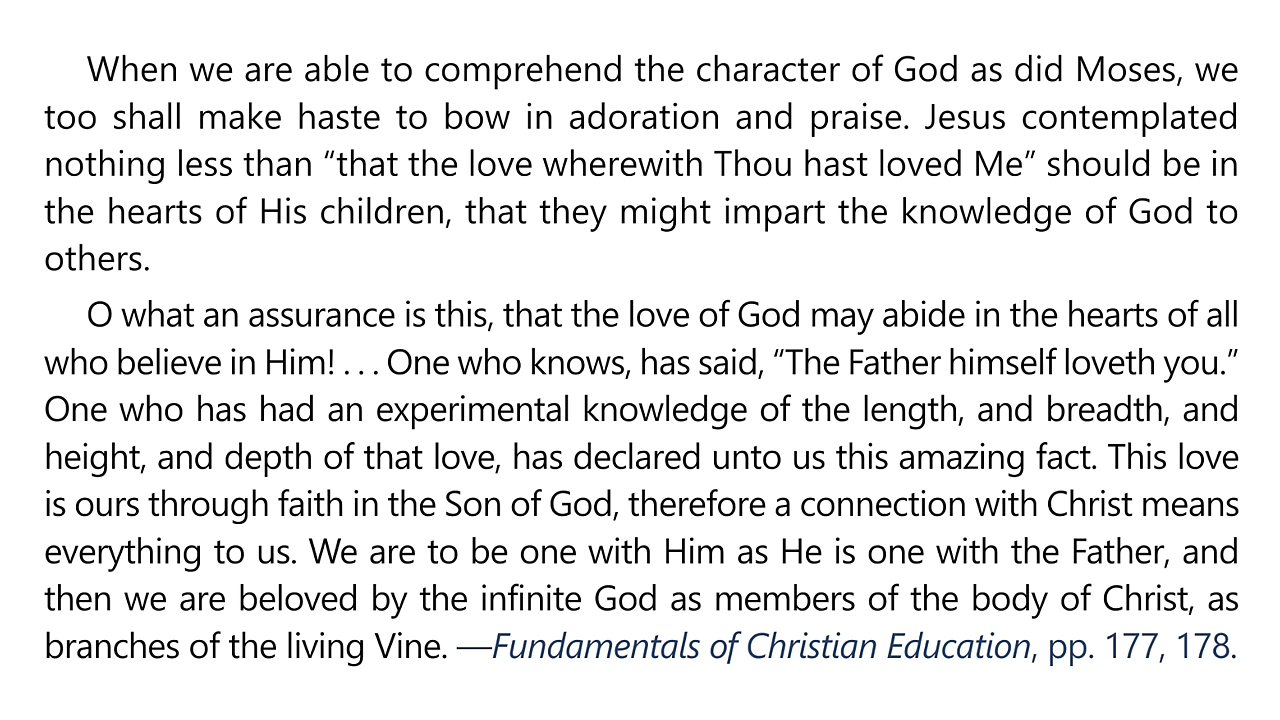 When we are able to comprehend the character of God as did Moses, we
too shall make haste to bow in adoration and praise. Jesus contemplated
nothing less than “that the love wherewith Thou hast loved Me” should be in
the hearts of His children, that they might impart the knowledge of God to
others.
O what an assurance is this, that the love of God may abide in the hearts of all
who believe in Him! . . . One who knows, has said, “The Father himself loveth you.”
One who has had an experimental knowledge of the length, and breadth, and
height, and depth of that love, has declared unto us this amazing fact. This love
is ours through faith in the Son of God, therefore a connection with Christ means
everything to us. We are to be one with Him as He is one with the Father, and
then we are beloved by the infinite God as members of the body of Christ, as
branches of the living Vine. —Fundamentals of Christian Education, pp. 177, 178.